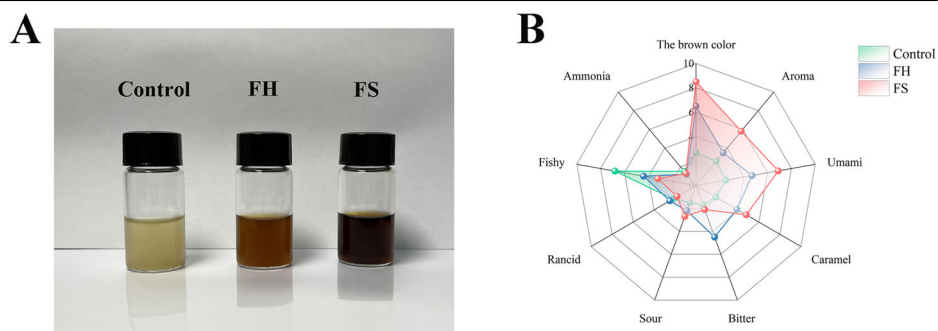 A
Control
FH
FS
B
The brown color
Ammonia
Aroma
Fishy
Umami
Rancid
Caramel
Sour
Bitter
10
8
6
Control
FH
FS